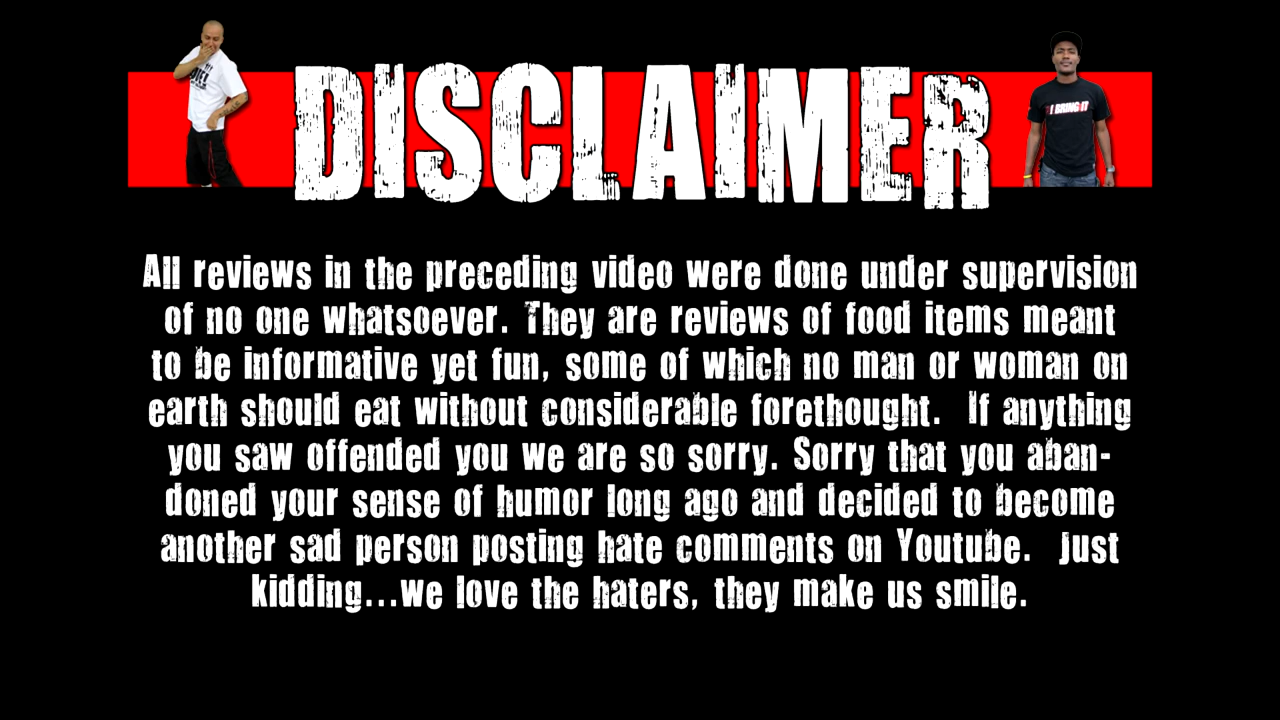 DISCLAIMER
I BRING IT
All reviews in the preceding video were done under supervision
of no one whatsoever. They are reviews of food items meant
to be informative yet fun, some of which no man or woman on
earth should eat without considerable forethought. If anything
you saw offended you we are so sorry. Sorry that you aban-
doned your sense of humor long ago and decided to become
another sad person posting hate comments on Youtube. Just
kidding...we love the haters, they make us smile.